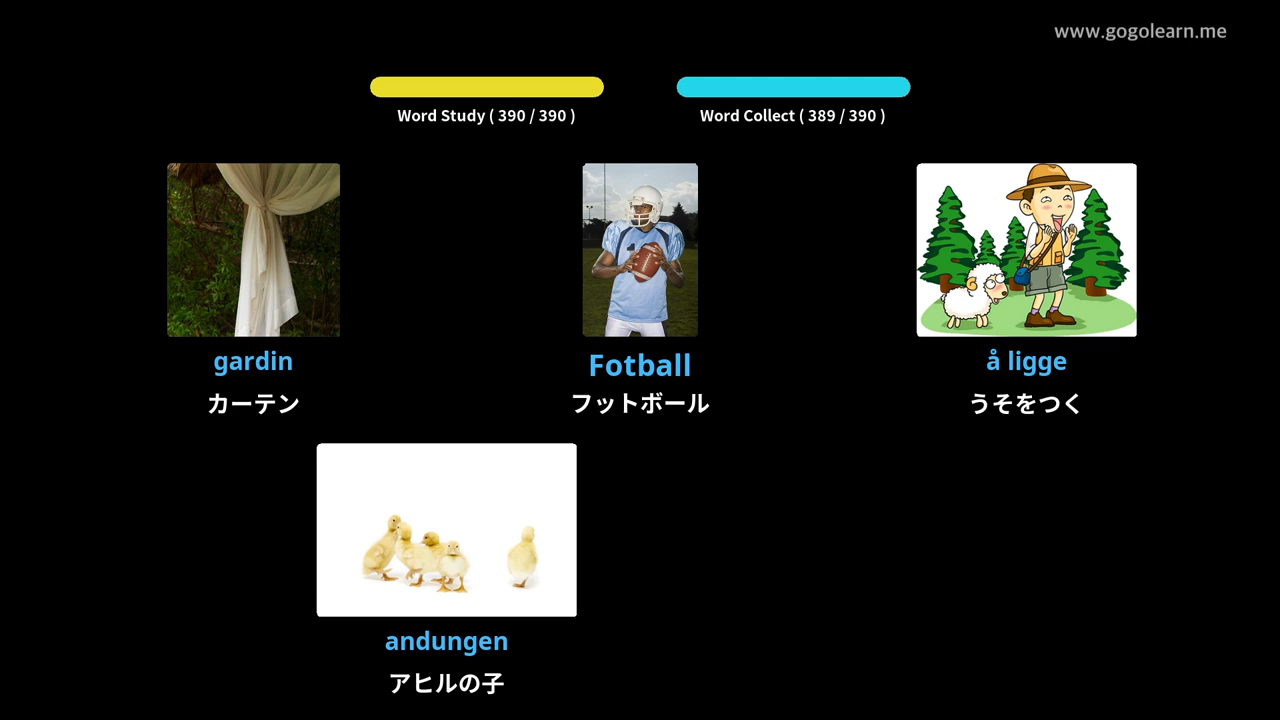 www.gogolearn.me
Word Study ( 390 / 390 )
Word Collect ( 389 / 390 )
gardin
カーテン
Fotball
フットボール
å ligge
うそをつく
andungen
アヒルの子